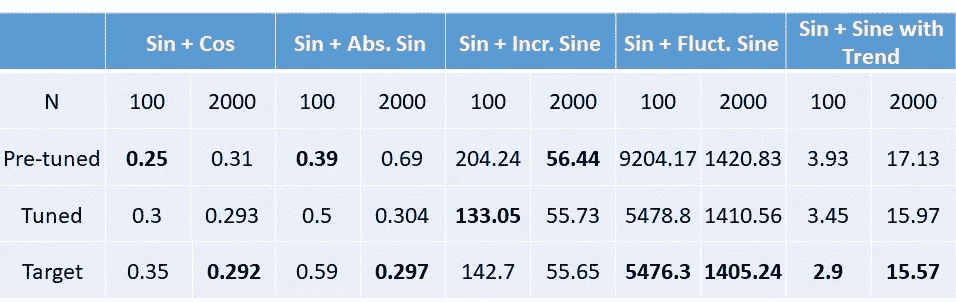 Sin + Cos Sin + Abs. Sin Sin + Incr. Sine Sin + Fluct. Sine Sin + Sine with
Trend
N 100 2000 100 2000 100 2000 100 2000 100 2000
Pre-tuned 0.25 0.31 0.39 0.69 204.24 56.44 9204.17 1420.83 3.93 17.13
Tuned 0.3 0.293 0.5 0.304 133.05 55.73 5478.8 1410.56 3.45 15.97
Target 0.35 0.292 0.59 0.297 142.7 55.65 5476.3 1405.24 2.9 15.57